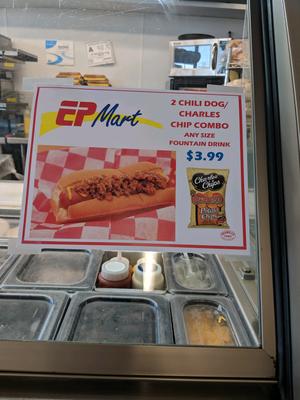 EP Mart
2 CHILI DOG/
CHARLES
CHIP COMBO
ANY SIZE
FOUNTAIN DRINK
$3.99
Charles Chips